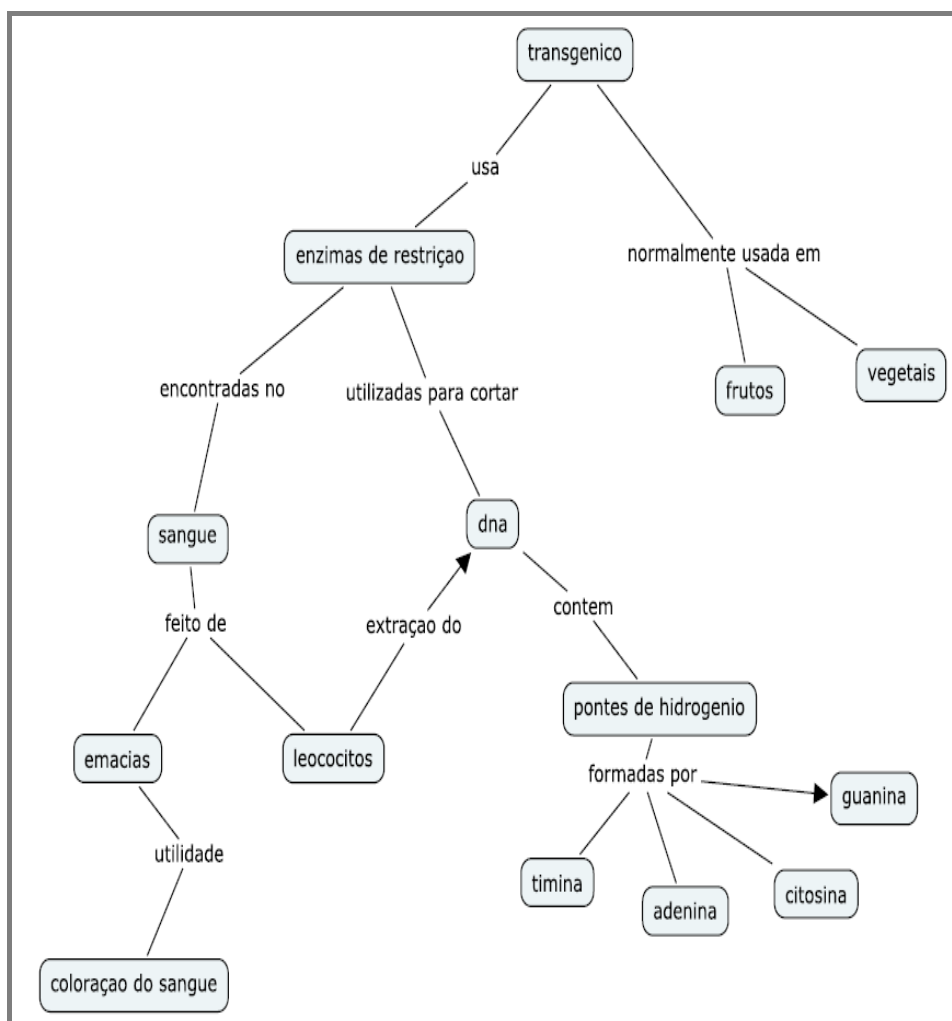 transgenico
usa
enzimas de restriçao
normalmente usada em
frutos
vegetais
encontradas no
utilizadas para cortar
sangue
dna
feito de
extraçao do
contem
emacias
leococitos
pontes de hidrogenio
formadas por
guanina
utilidade
timina
adenina
citosina
coloraçao do sangue